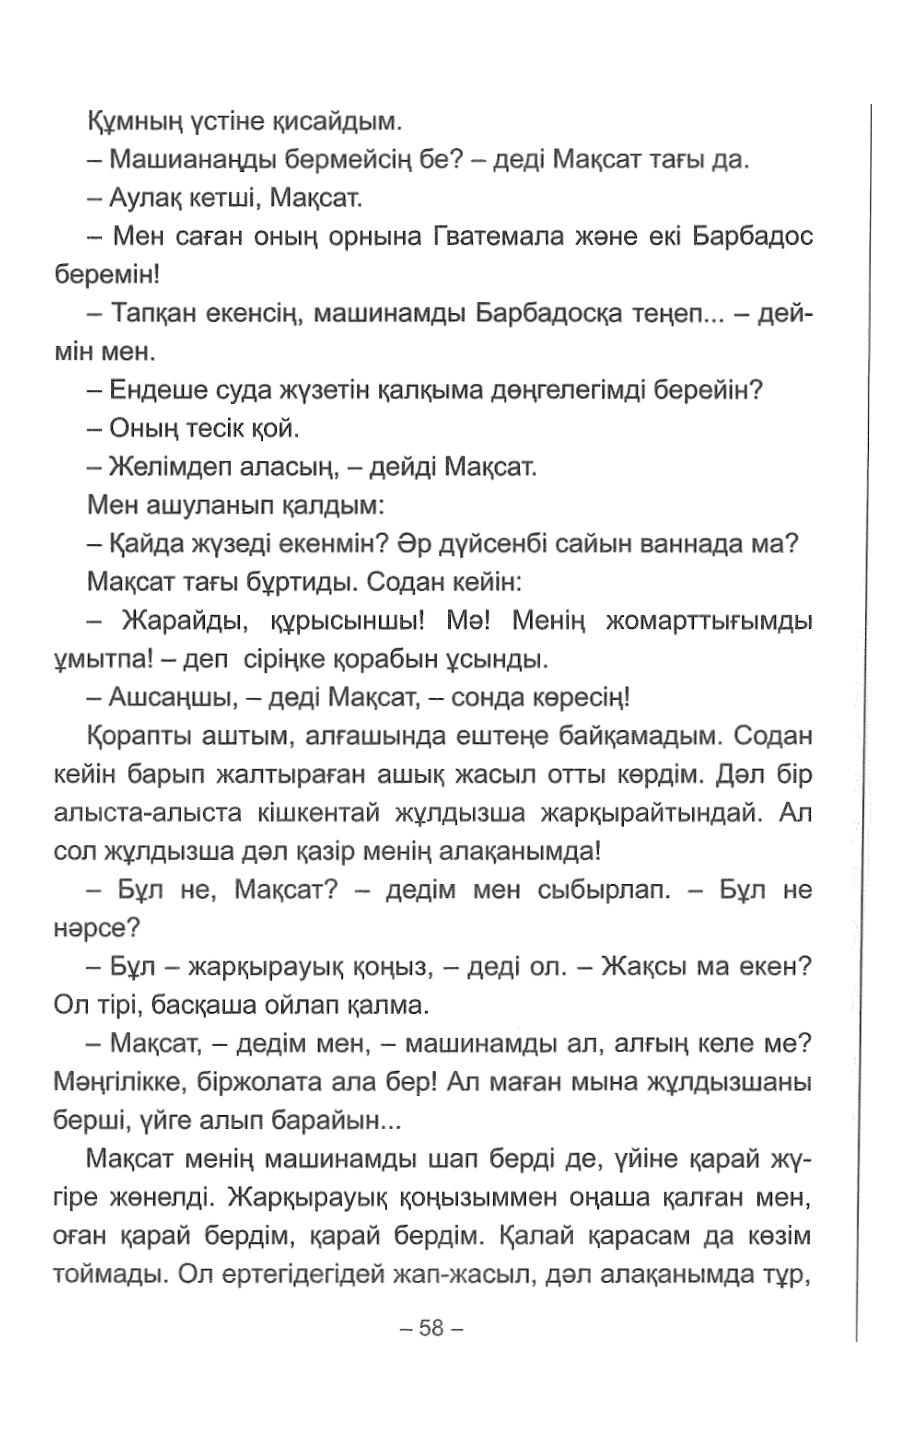 Құмның үстіне қисайдым.
– Машианаңды бермейсің бе? – деді Мақсат тағы да.
– Аулақ кетші, Мақсат.
– Мен саған оның орнына Гватемала және екі Барбадос
беремін!
– Тапқан екенсің, машинамды Барбадосқа теңеп... – дей-
мін мен.
– Ендеше суда жүзетін қалқыма дөңгелегімді берейін?
– Оның тесік қой.
– Желімдеп аласың, – дейді Мақсат.
Мен ашуланып қалдым:
– Қайда жүзеді екенмін? Әр дүйсенбі сайын ваннада ма?
Мақсат тағы бұртиды. Содан кейін:
– Жарайды, құрысыншы! Мә! Менің жомарттығымды
ұмытпа! – деп сіріңке қорабын ұсынды.
– Ашсаңшы, – деді Мақсат, – сонда көресің!
Қорапты аштым, алғашында ештеңе байқамадым. Содан
кейін барып жалтыраған ашық жасыл отты көрдім. Дәл бір
алыста-алыста кішкентай жұлдызша жарқырайтындай. Ал
сол жұлдызша дәл қазір менің алақанымда!
– Бұл не, Мақсат? – дедім мен сыбырлап. – Бұл не
нәрсе?
– Бұл – жарқырауық қоңыз, – деді ол. – Жақсы ма екен?
Ол тірі, басқаша ойлап қалма.
– Мақсат, – дедім мен, – машинамды ал, алғың келе ме?
Мәңгілікке, біржолата ала бер! Ал маған мына жұлдызшаны
берші, үйге алып барайын...
Мақсат менің машинамды шап берді де, үйіне қарай жү-
гіре жөнелді. Жарқырауық қоңызыммен оңаша қалған мен,
оған қарай бердім, қарай бердім. Қалай қарасам да көзім
тоймады. Ол ертегідегідей жап-жасыл, дәл алақанымда тұр,
– 58 –